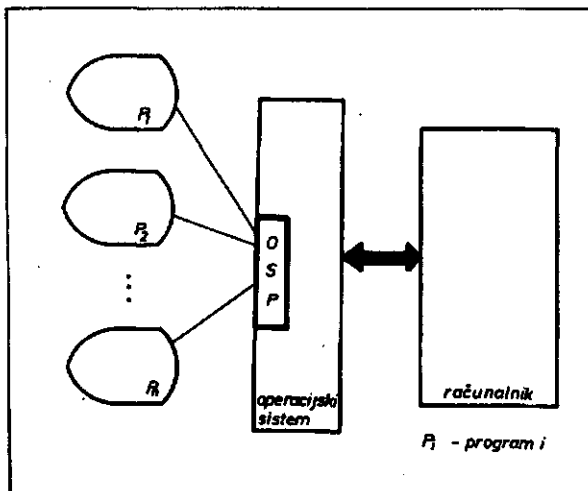 P1
P2
O
S
P
Pn
operacijski
sistem
računalnik
Pi - program i